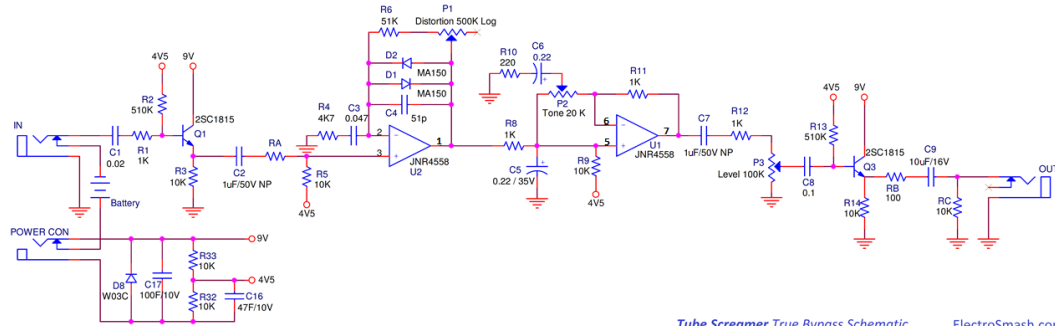 R6
51K
P1
Distortion 500K Log
D2
MA150
D1
MA150
C4
51p
4V5
9V
R2
510K
2SC1815
Q1
IN
C1
0.02
R1
1K
R3
10K
C2
1uF/50V NP
RA
R4
4K7
C3
0.047
2
3
1
JNR4558
U2
R5
10K
4V5
R10
220
C6
0.22
+
P2
Tone 20 K
R11
1K
R8
1K
C5
0.22 / 35V
+
R9
10K
4V5
6
5
7
U1
JNR4558
C7
1uF/50V NP
R12
1K
P3
Level 100K
C8
0.1
4V5
9V
R13
510K
2SC1815
Q3
R14
10K
RB
100
C9
10uF/16V
RC
10K
OUT
Battery
POWER CON
9V
R33
10K
4V5
D8
W03C
C17
100F/10V
R32
10K
C16
47F/10V
Tube Screamer True Bypass Schematic
ElectroSmash.co